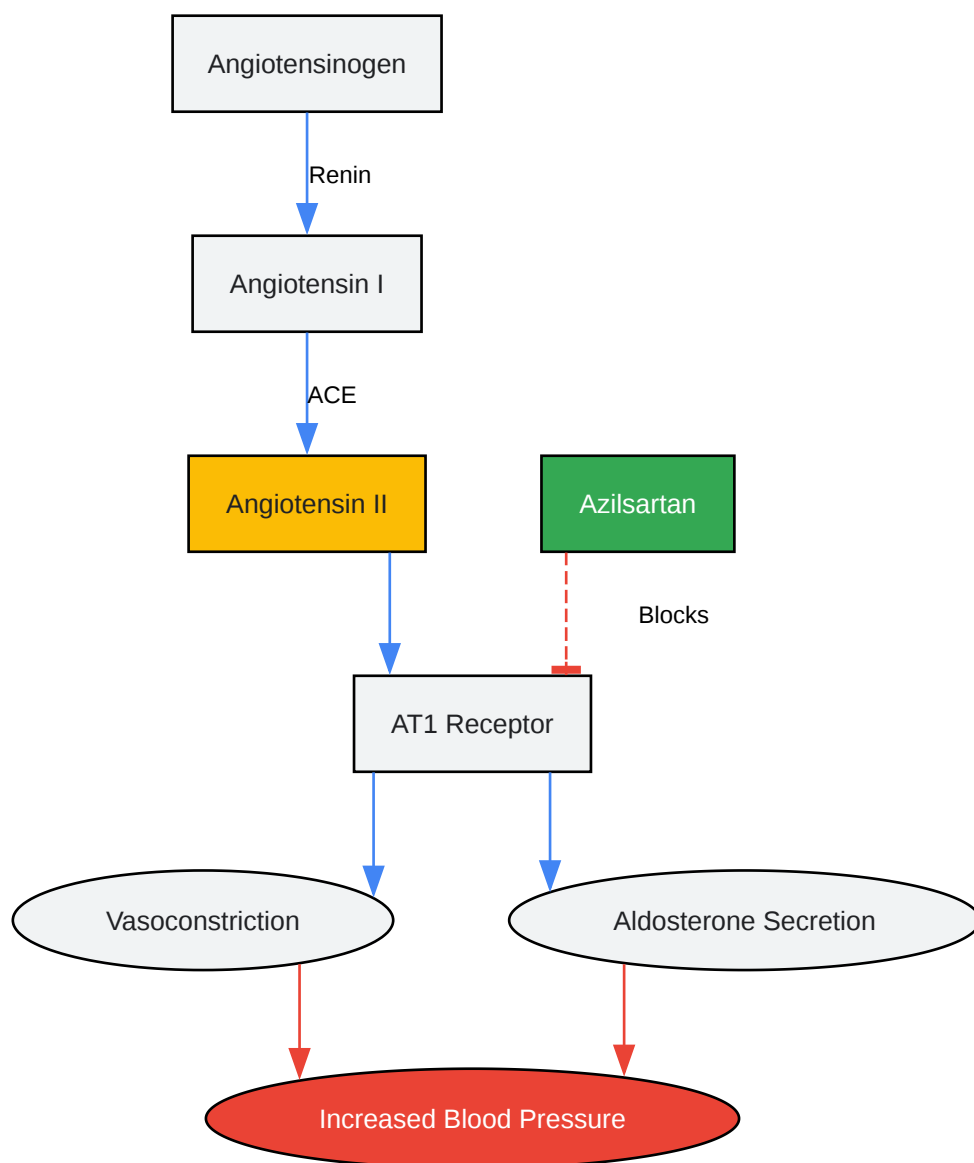 Angiotensinogen
Renin
Angiotensin I
ACE
Angiotensin II
Azilsartan
Blocks
AT1 Receptor
Vasoconstriction
Aldosterone Secretion
Increased Blood Pressure